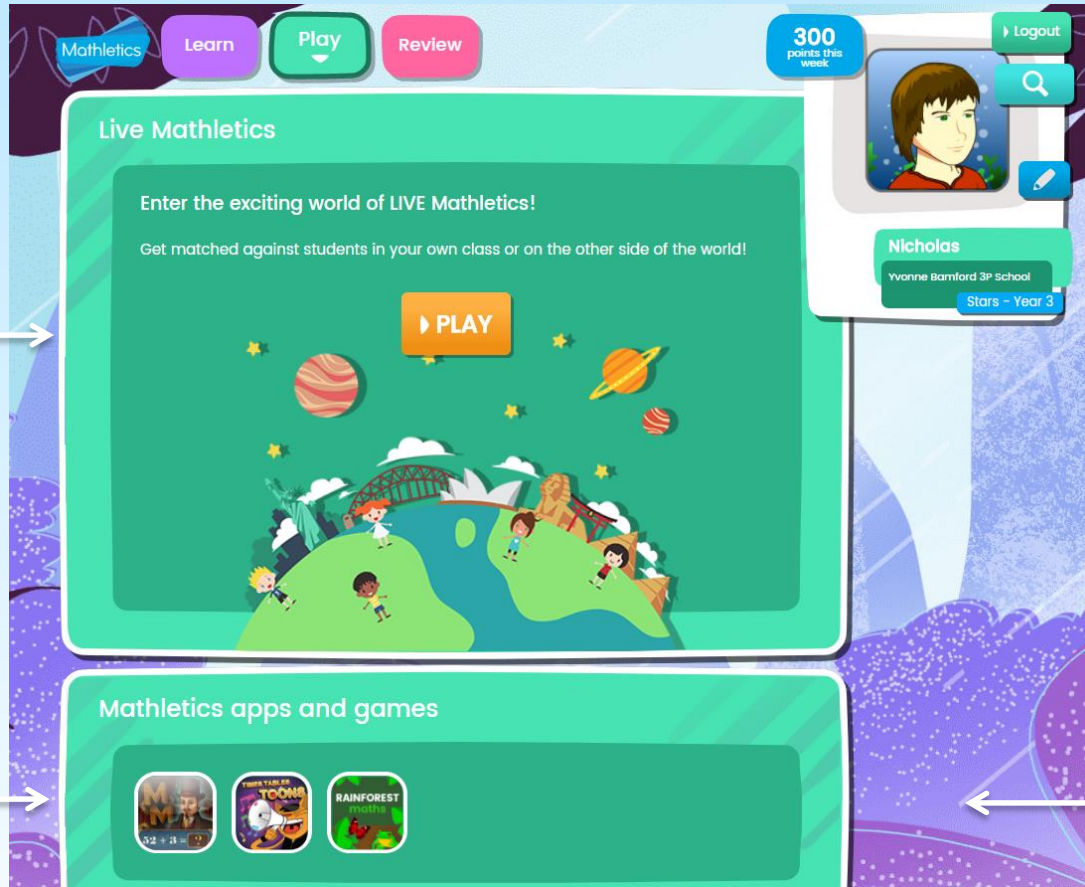 Mathletics
Learn
Play
Review
300
points this
week
Logout
Live Mathletics
Enter the exciting world of LIVE Mathletics!
Get matched against students in your own class or on the other side of the world!
PLAY
Nicholas
Yvonne Bamford 3P School
Stars - Year 3
Mathletics apps and games
M
M
52 + 3 = ?
TIMES TABLES
TOONS
RAINFOREST
maths